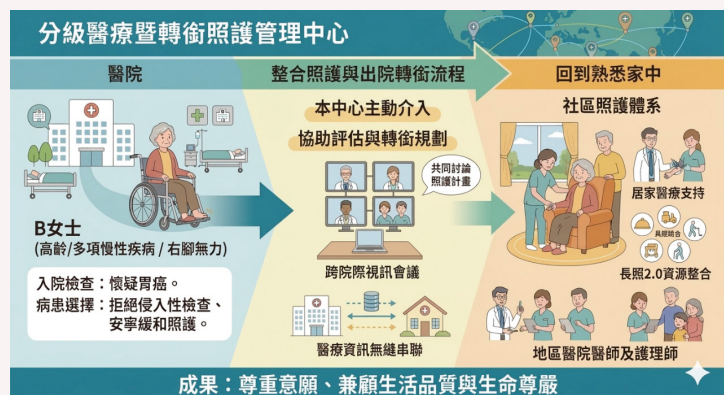 分級醫療暨轉銜照護管理中心
醫院
整合照護與出院轉銜流程
回到熟悉家中
B女士
(高齡/多項慢性疾病 / 右腳無力)
入院檢查：懷疑胃癌。
病患選擇：拒絕侵入性檢查、
安寧緩和照護。
本中心主動介入
協助評估與轉銜規劃
共同討論
照護計畫
跨院際視訊會議
醫療資訊無縫串聯
社區照護體系
居家醫療支持
長照2.0資源整合
地區醫院醫師及護理師
成果：尊重意願、兼顧生活品質與生命尊嚴